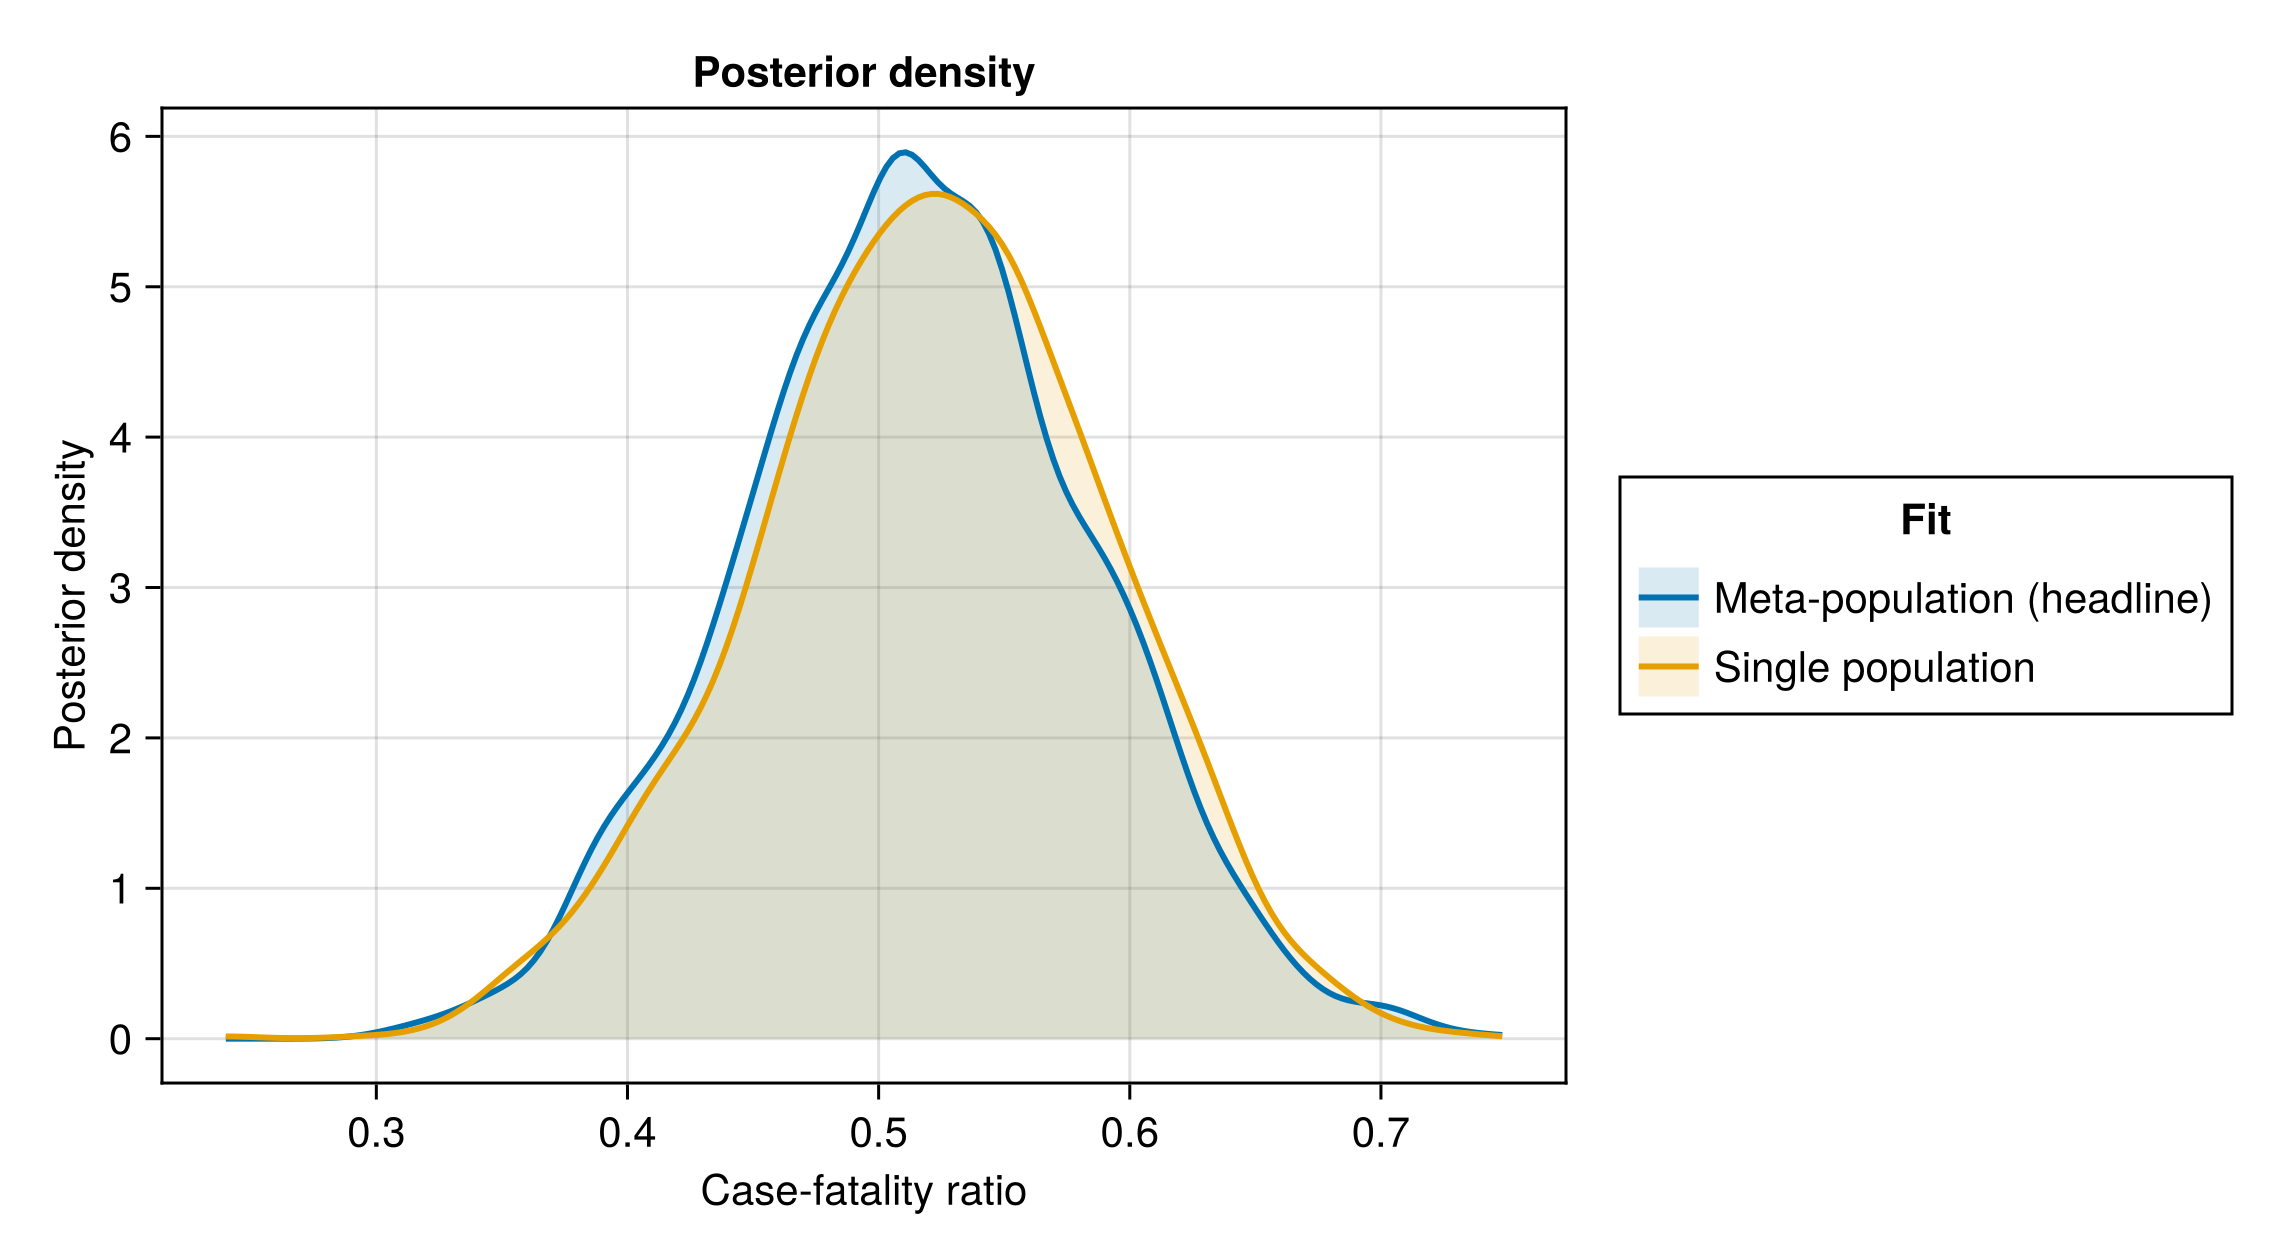 Posterior density
Posterior density
6
5
4
3
2
1
0
0.3 0.4 0.5 0.6 0.7
Case-fatality ratio
Fit
Meta-population (headline)
Single population